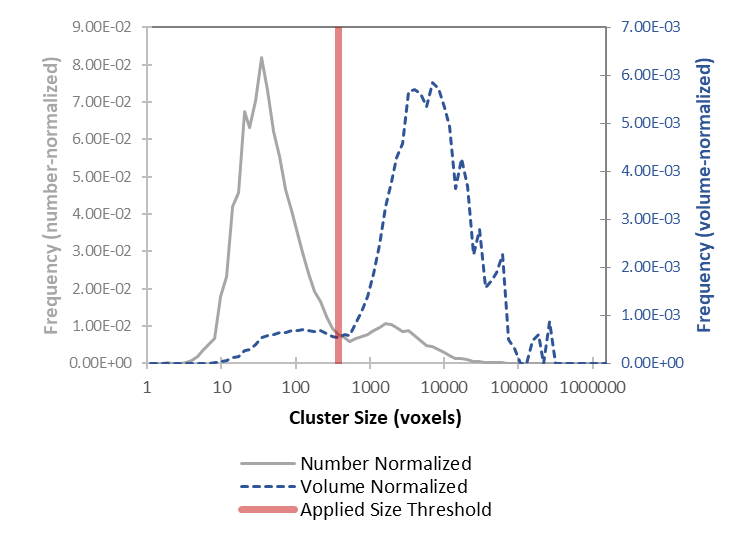 9.00E-02
8.00E-02
7.00E-02
6.00E-02
5.00E-02
4.00E-02
3.00E-02
2.00E-02
1.00E-02
0.00E+00
Frequency (number-normalized)
7.00E-03
6.00E-03
5.00E-03
4.00E-03
3.00E-03
2.00E-03
1.00E-03
0.00E+00
Frequency (volume-normalized)
1 10 100 1000 10000 100000 1000000
Cluster Size (voxels)
Number Normalized
Volume Normalized
Applied Size Threshold